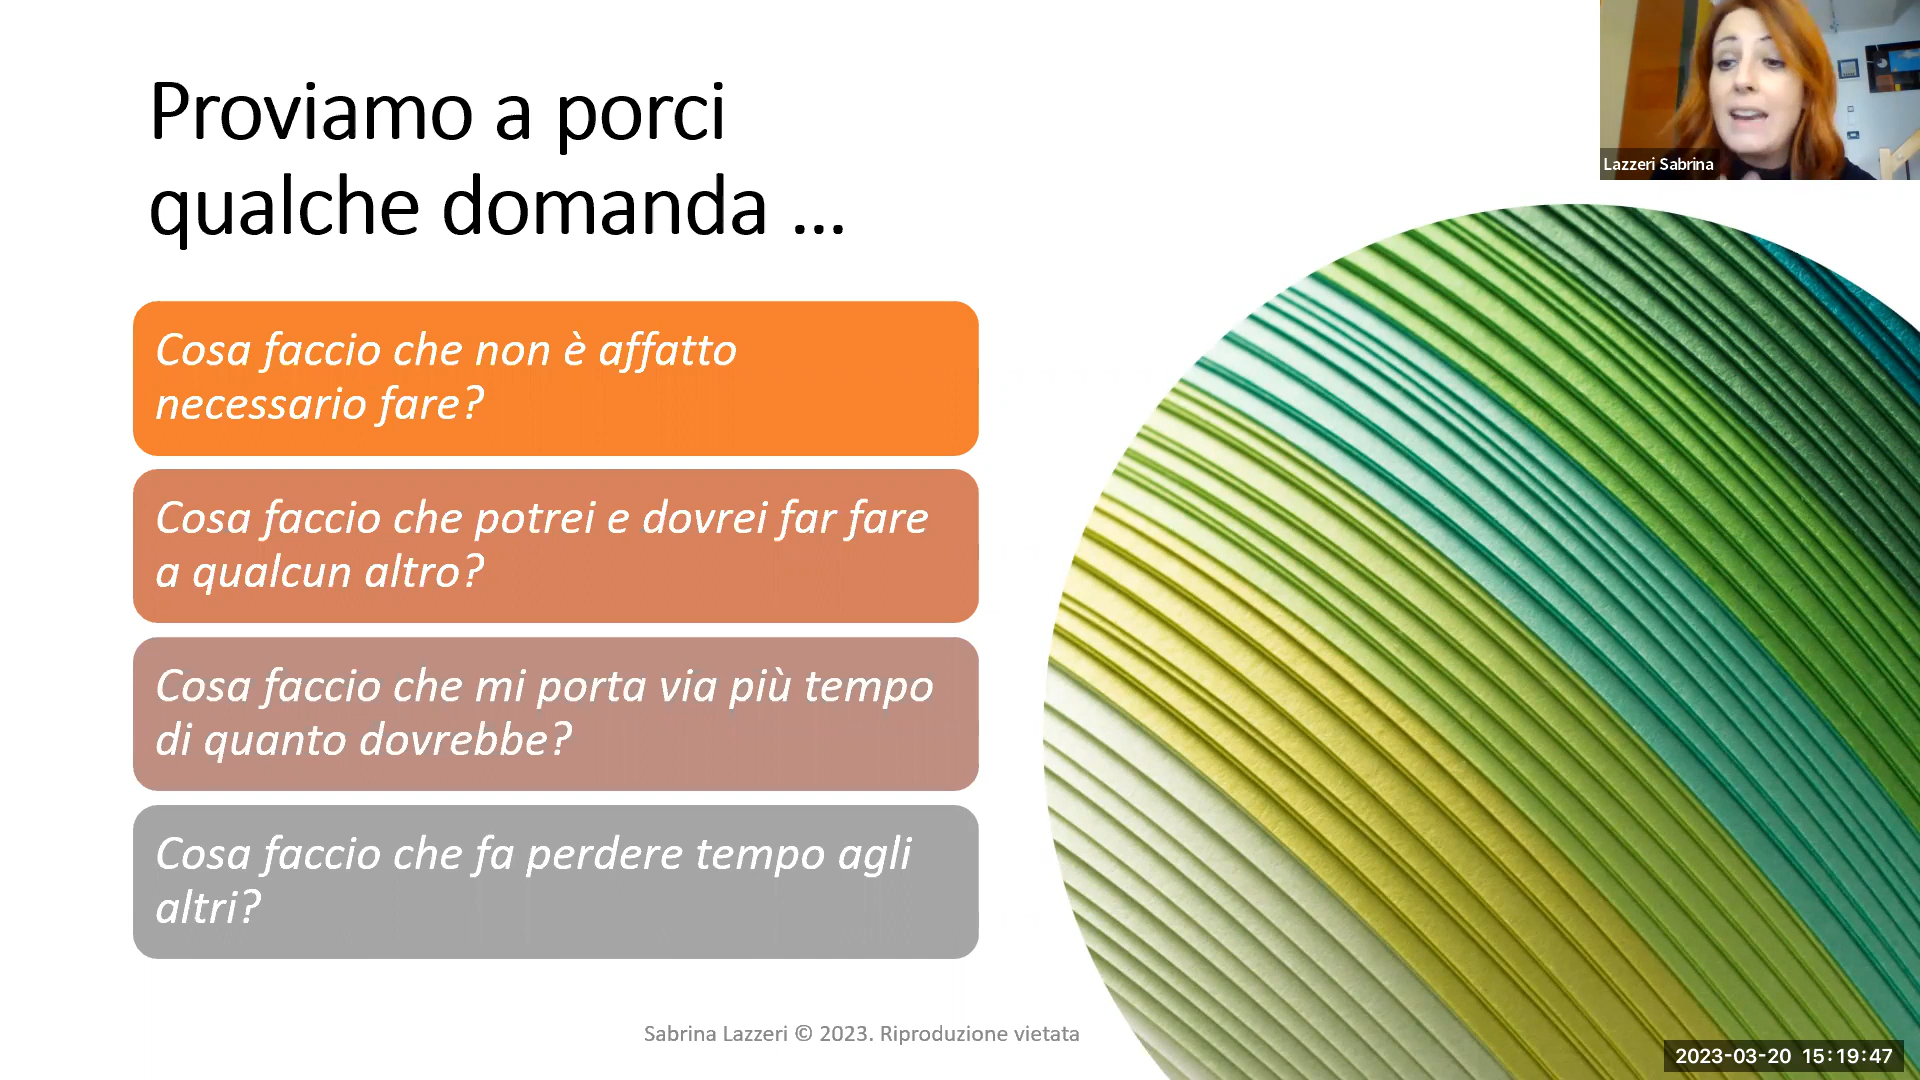 Proviamo a porci
qualche domanda ...
Cosa faccio che non è affatto
necessario fare?
Cosa faccio che potrei e dovrei far fare
a qualcun altro?
Cosa faccio che mi porta via più tempo
di quanto dovrebbe?
Cosa faccio che fa perdere tempo agli
altri?
Sabrina Lazzeri © 2023. Riproduzione vietata
Lazzeri Sabrina
2023-03-20 15:19:47